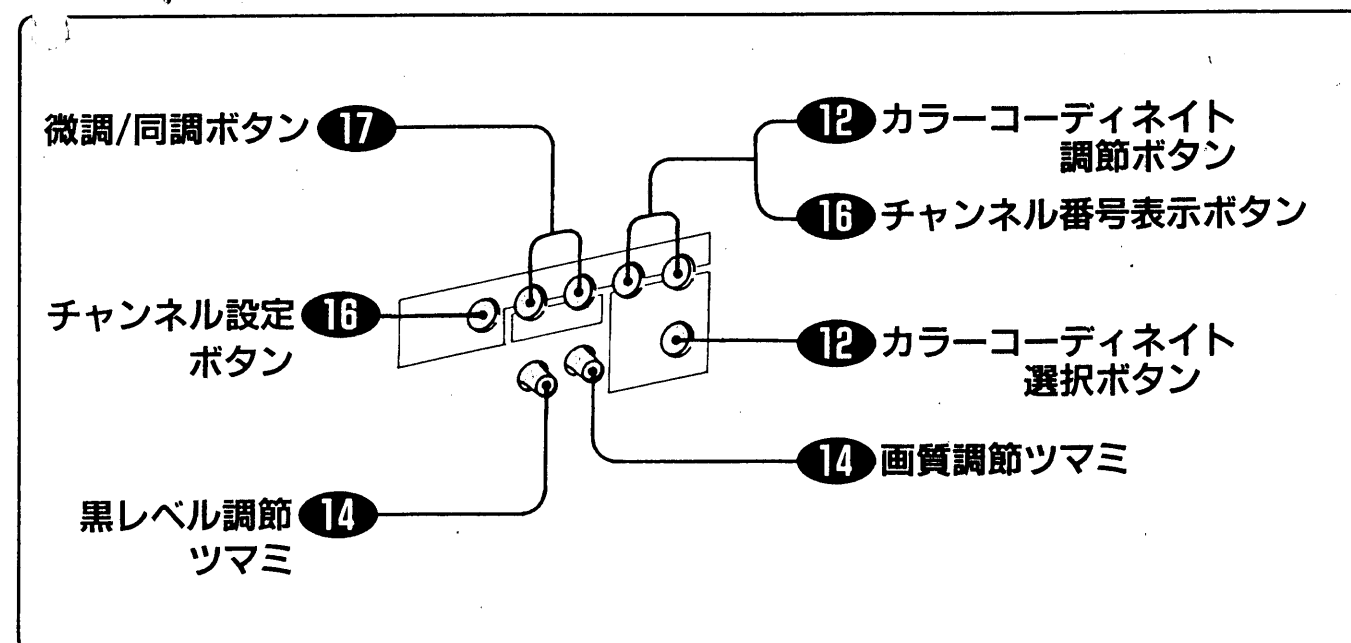 微調/同調ボタン 17
チャンネル設定 16
ボタン
黒レベル調節 14
ツマミ
12 カラーコーディネイト
調節ボタン
16 チャンネル番号表示ボタン
12 カラーコーディネイト
選択ボタン
14 画質調節ツマミ